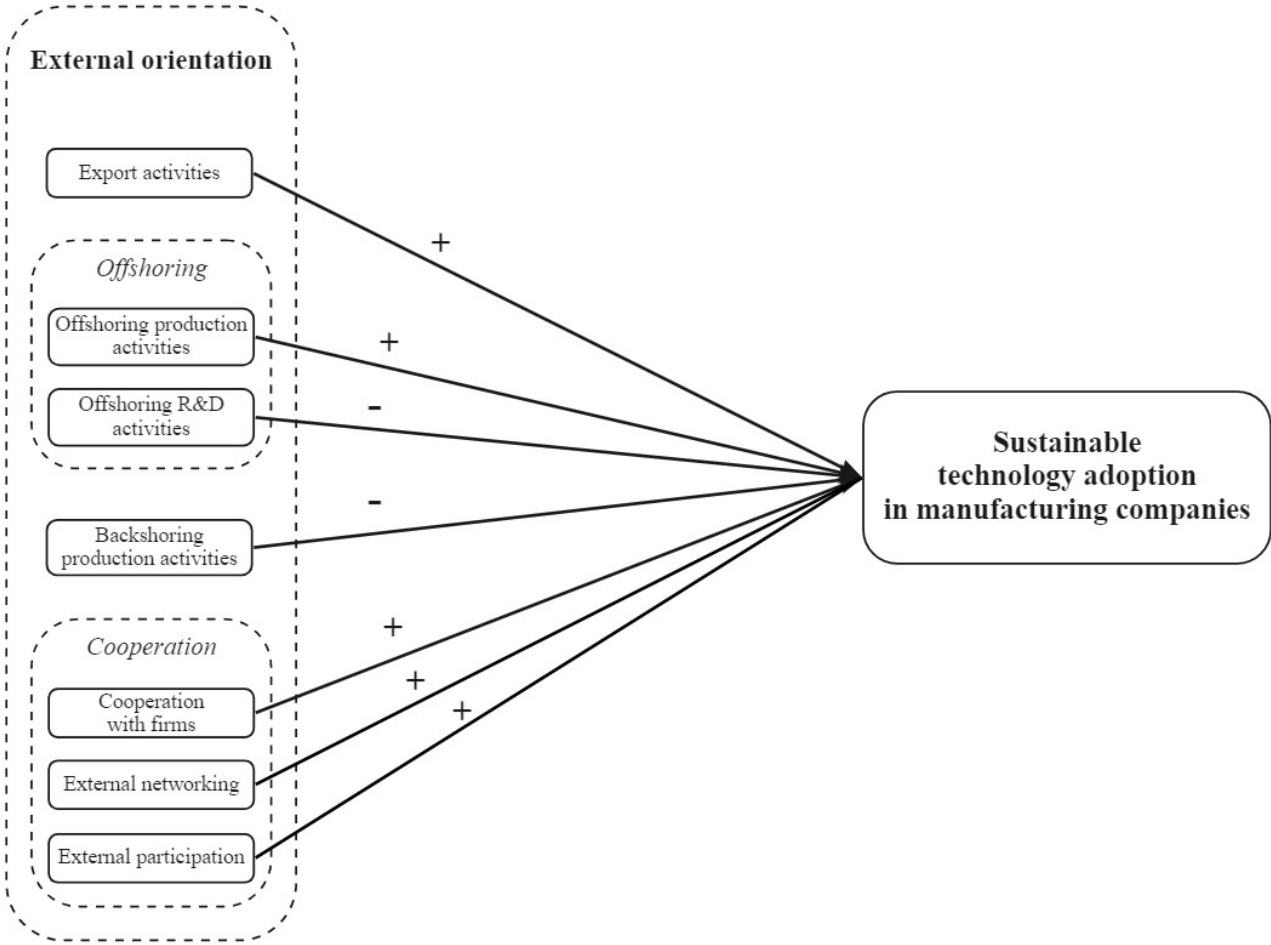 External orientation
Export activities
+
Offshoring
Offshoring production
activities
+
Offshoring R&D
activities
-
Backshoring
production activities
-
Cooperation
Cooperation
with firms
+
External networking
+
External participation
+
Sustainable
technology adoption
in manufacturing companies